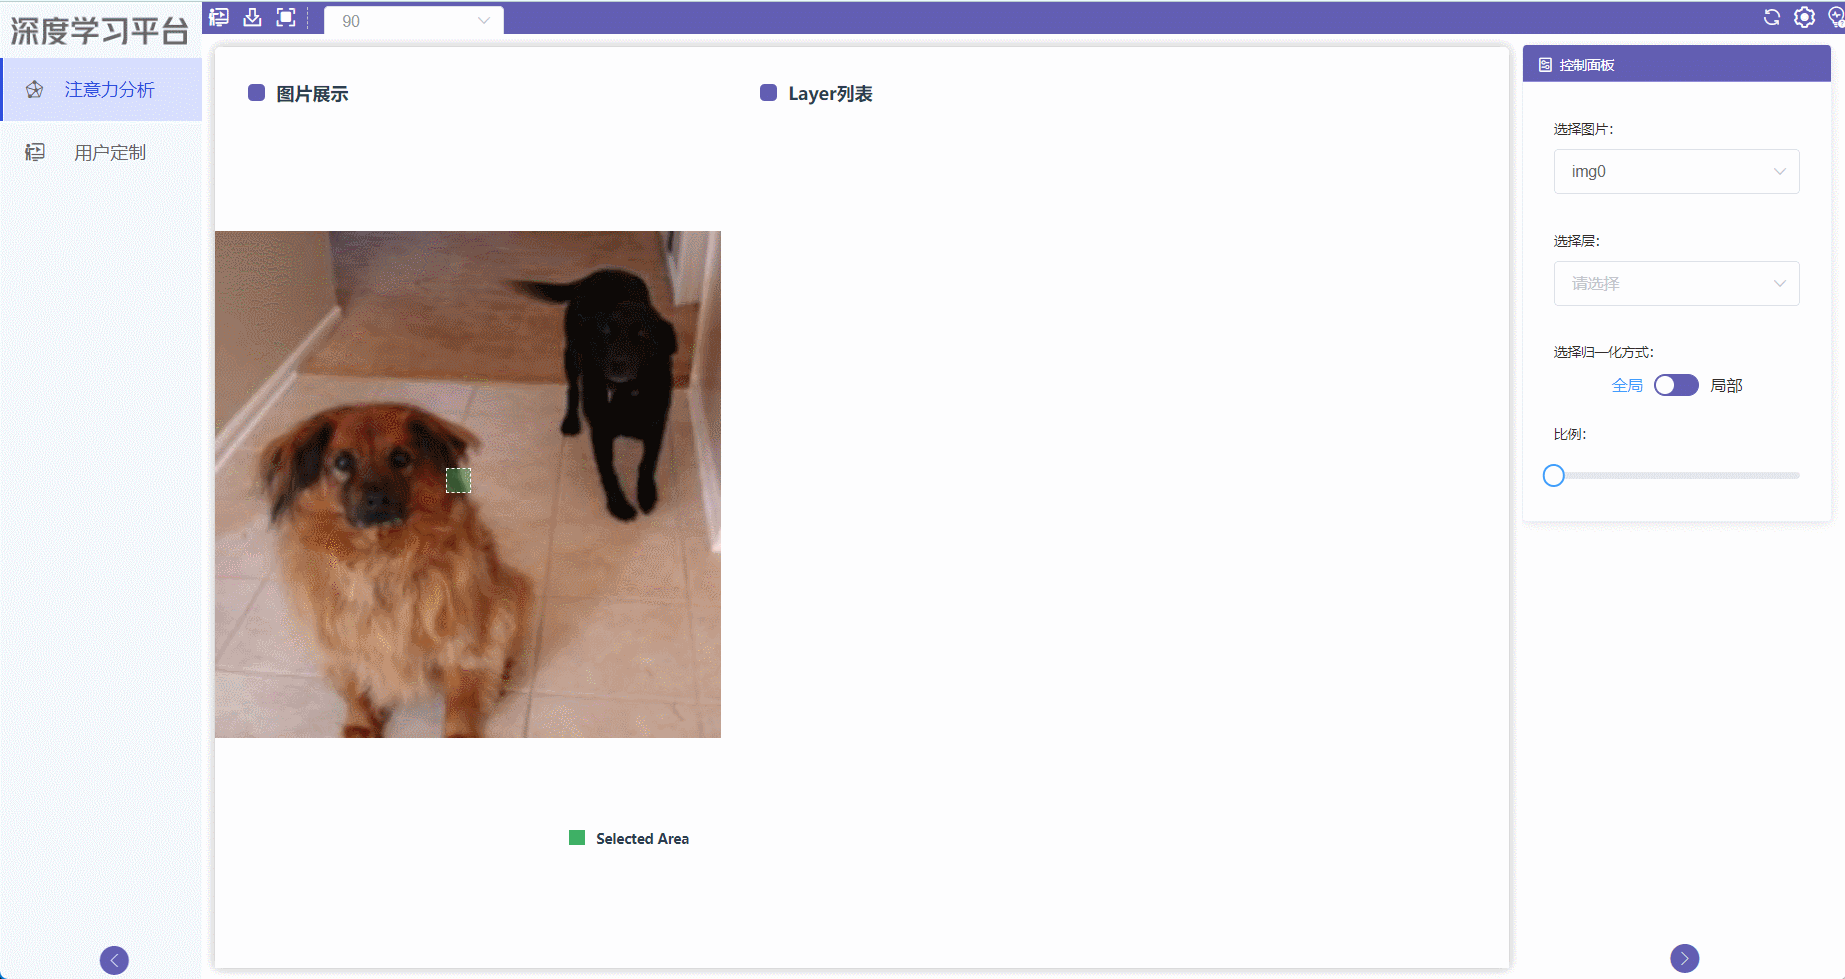 深度学习平台
90
注意力分析
用户定制
图片展示
Layer列表
Selected Area
控制面板
选择图片:
img0
选择层:
请选择
选择归一化方式:
全局 局部
比例: